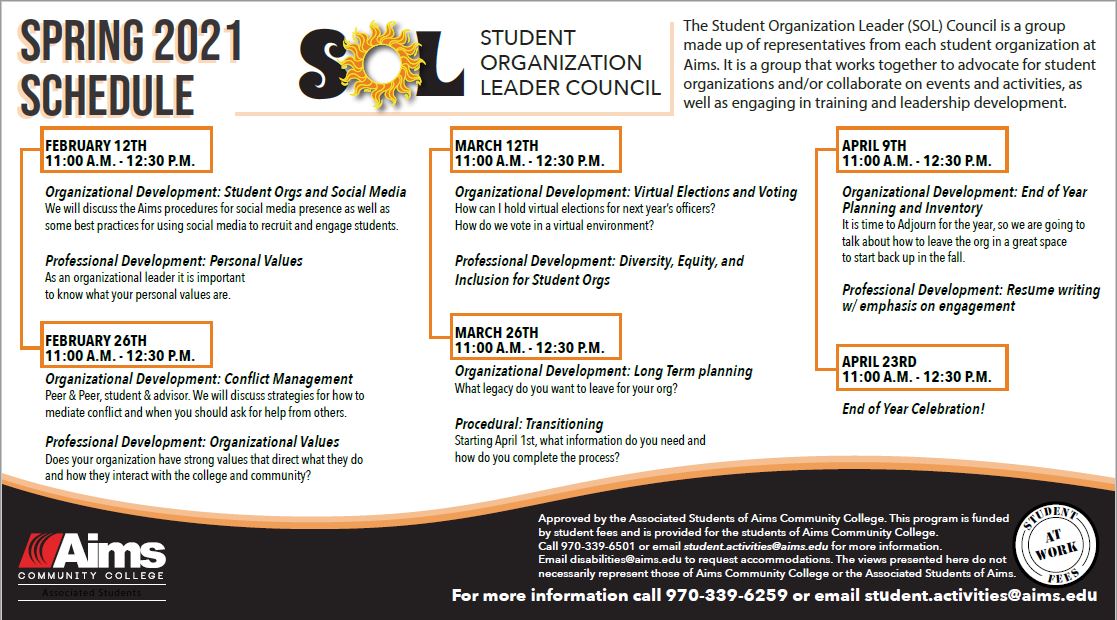 SPRING 2021
SCHEDULE
SOL
STUDENT
ORGANIZATION
LEADER COUNCIL
The Student Organization Leader (SOL) Council is a group
made up of representatives from each student organization at
Aims. It is a group that works together to advocate for student
organizations and/or collaborate on events and activities, as
well as engaging in training and leadership development.
FEBRUARY 12TH
11:00 A.M. - 12:30 P.M.
Organizational Development: Student Orgs and Social Media
We will discuss the Aims procedures for social media presence as well as
some best practices for using social media to recruit and engage students.
Professional Development: Personal Values
As an organizational leader it is important
to know what your personal values are.
FEBRUARY 26TH
11:00 A.M. - 12:30 P.M.
Organizational Development: Conflict Management
Peer & Peer, student & advisor. We will discuss strategies for how to
mediate conflict and when you should ask for help from others.
Professional Development: Organizational Values
Does your organization have strong values that direct what they do
and how they interact with the college and community?
MARCH 12TH
11:00 A.M. - 12:30 P.M.
Organizational Development: Virtual Elections and Voting
How can I hold virtual elections for next year's officers?
How do we vote in a virtual environment?
Professional Development: Diversity, Equity, and
Inclusion for Student Orgs
MARCH 26TH
11:00 A.M. - 12:30 P.M.
Organizational Development: Long Term planning
What legacy do you want to leave for your org?
Procedural: Transitioning
Starting April 1st, what information do you need and
how do you complete the process?
APRIL 9TH
11:00 A.M. - 12:30 P.M.
Organizational Development: End of Year
Planning and Inventory
It is time to Adjourn for the year, so we are going to
talk about how to leave the org in a great space
to start back up in the fall.
Professional Development: Resume writing
w/ emphasis on engagement
APRIL 23RD
11:00 A.M. - 12:30 P.M.
End of Year Celebration!
Aims
COMMUNITY COLLEGE
Associated Students
Approved by the Associated Students of Aims Community College. This program is funded
by student fees and is provided for the students of Aims Community College.
Call 970-339-6501 or email student.activities@aims.edu for more information.
Email disabilities@aims.edu to request accommodations. The views presented here do not
necessarily represent those of Aims Community College or the Associated Students of Aims.
STUDENT
AT
WORK
FEES
For more information call 970-339-6259 or email student.activities@aims.edu